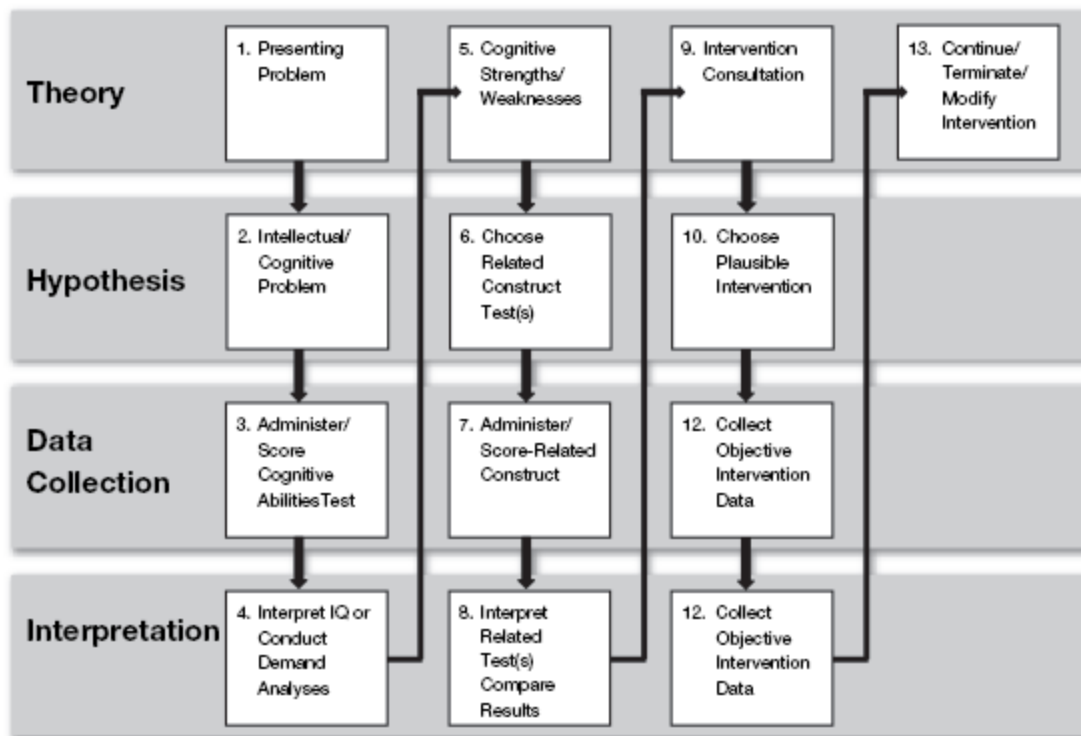 Theory
1. Presenting
Problem
5. Cognitive
Strengths/
Weaknesses
9. Intervention
Consultation
13. Continue/
Terminate/
Modify
Intervention
Hypothesis
2. Intellectual/
Cognitive
Problem
6. Choose
Related
Construct
Test(s)
10. Choose
Plausible
Intervention
Data
Collection
3. Administer/
Score
Cognitive
AbilitiesTest
7. Administer/
Score-Related
Construct
12. Collect
Objective
Intervention
Data
Interpretation
4. Interpret IQ or
Conduct
Demand
Analyses
8. Interpret
Related
Test(s)
Compare
Results
12. Collect
Objective
Intervention
Data